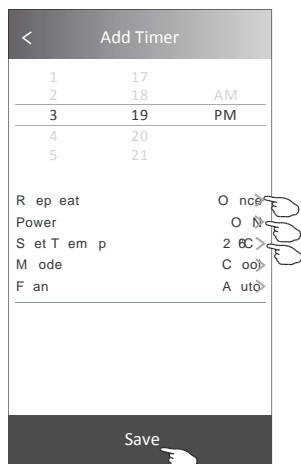 < Add Timer
1 17
2 18 AM
3 19 PM
4 20
5 21
Repeat Once >
Power ON >
Set Temp 26℃ >
Mode Cool >
Fan Auto >
Save